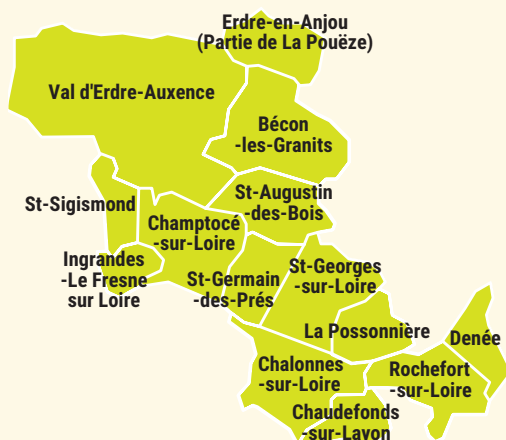 Erdre-en-Anjou
(Partie de La Pouëze)
Val d'Erdre-Auxence
Bécon
-les-Granits
St-Augustin
-des-Bois
St-Sigismond
Champtocé
-sur-Loire
Ingrandes
-Le Fresne
sur Loire
St-Germain
-des-Prés
St-Georges
-sur-Loire
La Possonnière
Denée
Chalonnes
-sur-Loire
Rochefort
-sur-Loire
Chaudefonds
-sur-Layon